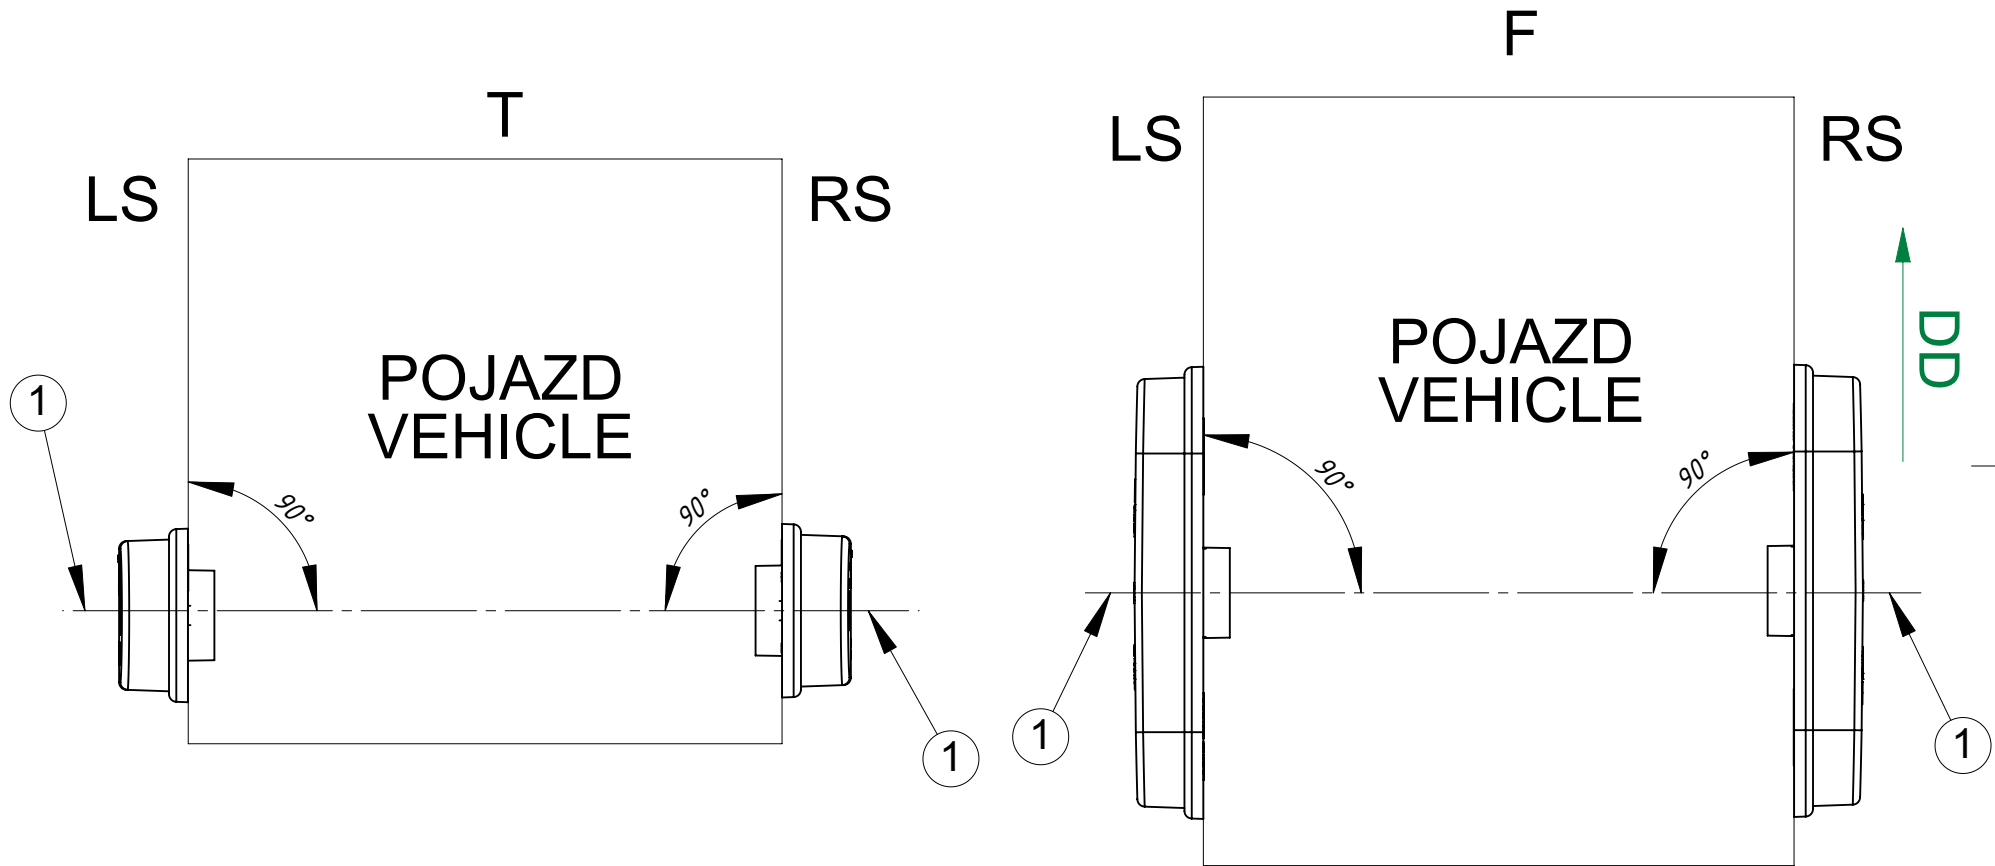 T
LS
RS
POJAZD
VEHICLE
1
90°
90°
1
F
LS
RS
DD
POJAZD
VEHICLE
90°
90°
1
1